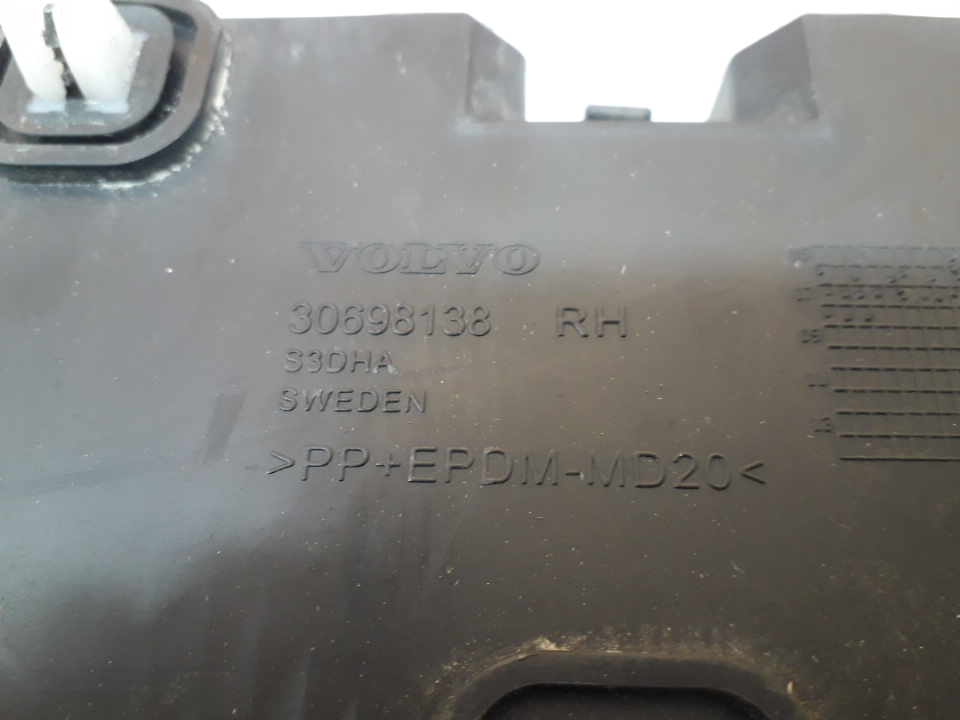 VOLVO
30698138 RH
S3DHA
SWEDEN
>PP+EPDM-MD20<